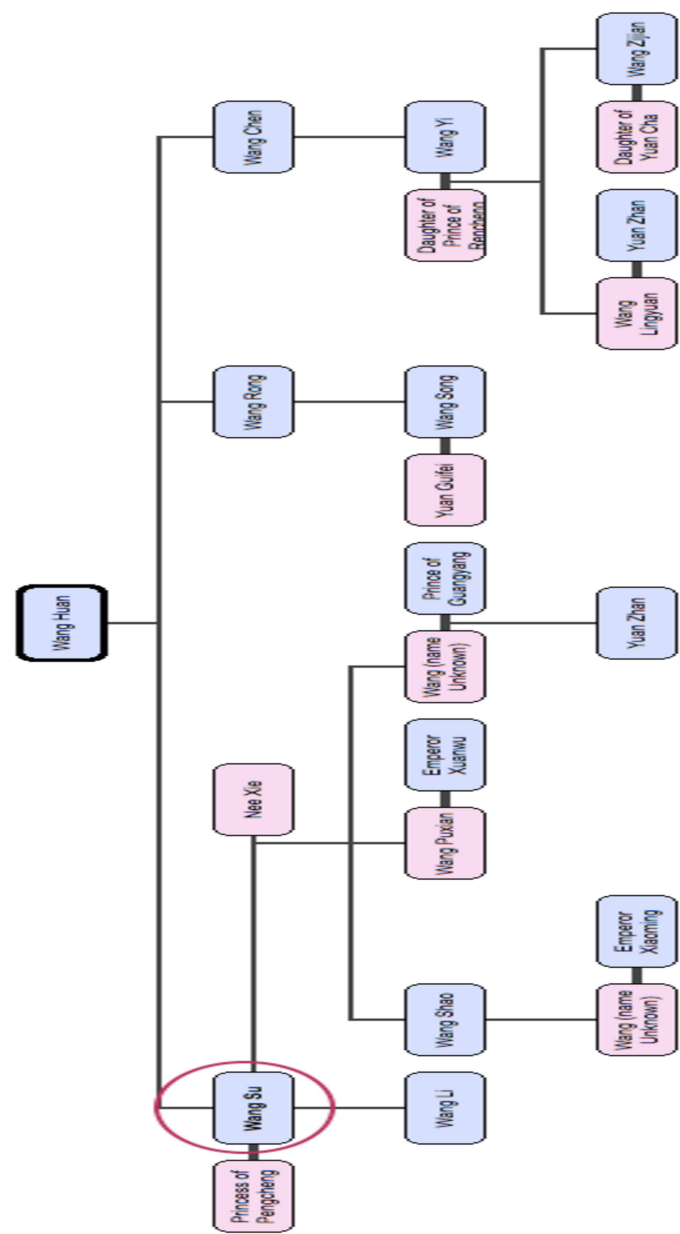 Wang Huan
Princess of
Pengcheng
Wang Su
Nee Xie
Wang Rong
Wang Chen
Wang Li
Wang Shao
Wang Puxian
Emperor
Xuanwu
Wang (name
Unknown)
Prince of
Guangyang
Yuan Guifei
Wang Song
Daughter of
Prince of
Rencheng
Wang Yi
Wang (name
Unknown)
Emperor
Xiaoming
Yuan Zhan
Wang
Lingyuan
Yuan Zhan
Daughter of
Yuan Cha
Wang Zijian